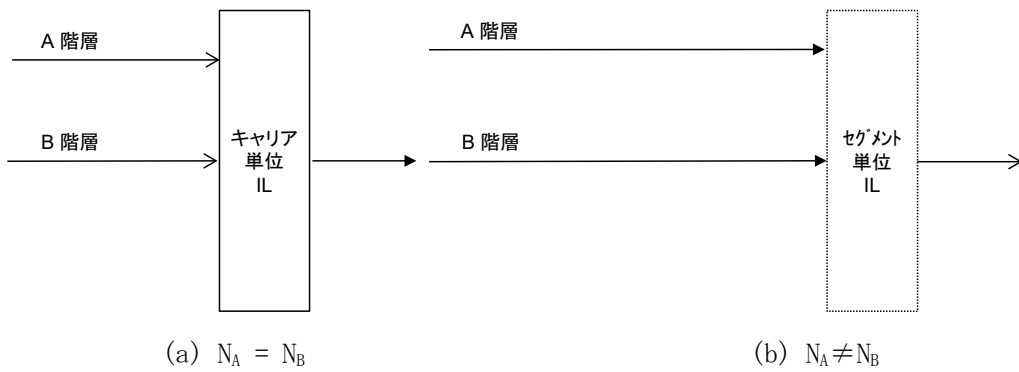 A 階層
B 階層
キャリア
単位
IL
A 階層
B 階層
ｾｸﾞﾒﾝﾄ
単位
IL
(a) N_A = N_B
(b) N_A≠N_B